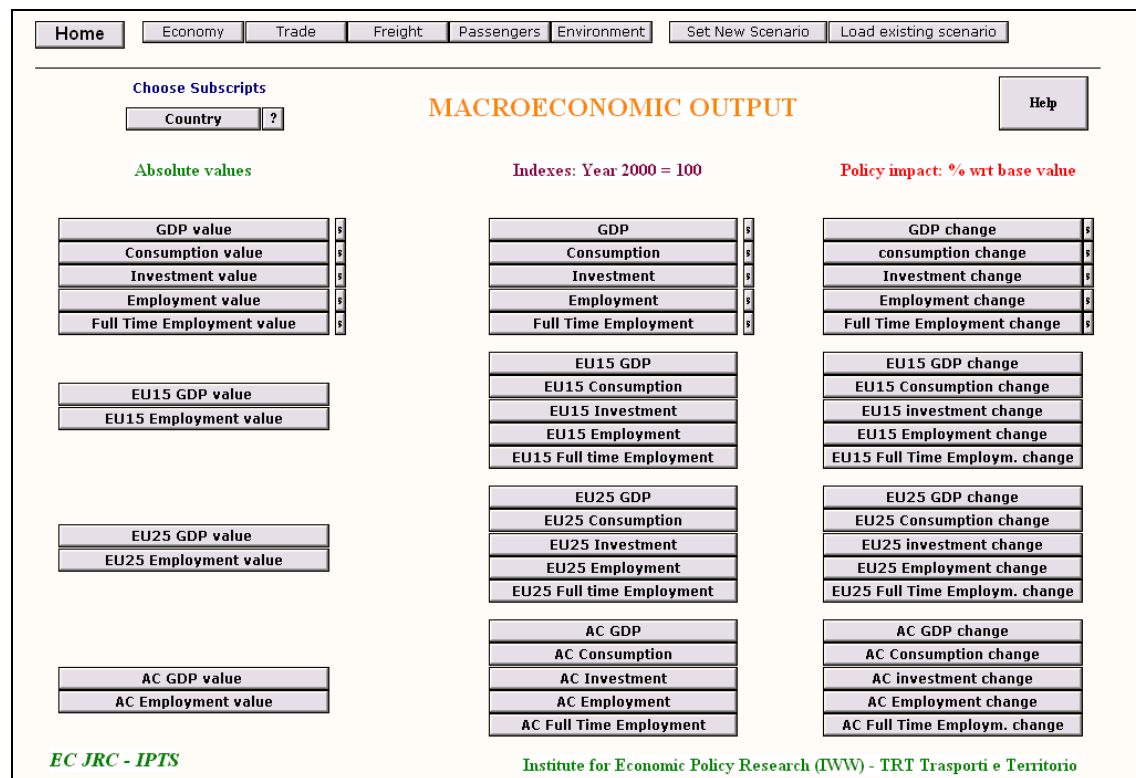 Home Economy Trade Freight Passengers Environment Set New Scenario Load existing scenario
Choose Subscripts
Country ?
MACROECONOMIC OUTPUT
Help
Absolute values Indexes: Year 2000 = 100 Policy impact: % wrt base value
GDP value s GDP s GDP change s
Consumption value s Consumption s consumption change s
Investment value s Investment s Investment change s
Employment value s Employment s Employment change s
Full Time Employment value s Full Time Employment s Full Time Employment change s
EU15 GDP EU15 GDP change
EU15 GDP value EU15 Consumption EU15 Consumption change
EU15 Employment value EU15 Investment EU15 investment change
EU15 Employment EU15 Employment change
EU15 Full time Employment EU15 Full Time Employm. change
EU25 GDP EU25 GDP change
EU25 Consumption EU25 Consumption change
EU25 GDP value EU25 Investment EU25 investment change
EU25 Employment value EU25 Employment EU25 Employment change
EU25 Full time Employment EU25 Full Time Employm. change
AC GDP AC GDP change
AC Consumption AC Consumption change
AC GDP value AC Investment AC investment change
AC Employment value AC Employment AC Employment change
AC Full Time Employment AC Full Time Employm. change
EC JRC - IPTS Institute for Economic Policy Research (IWW) - TRT Trasporti e Territorio